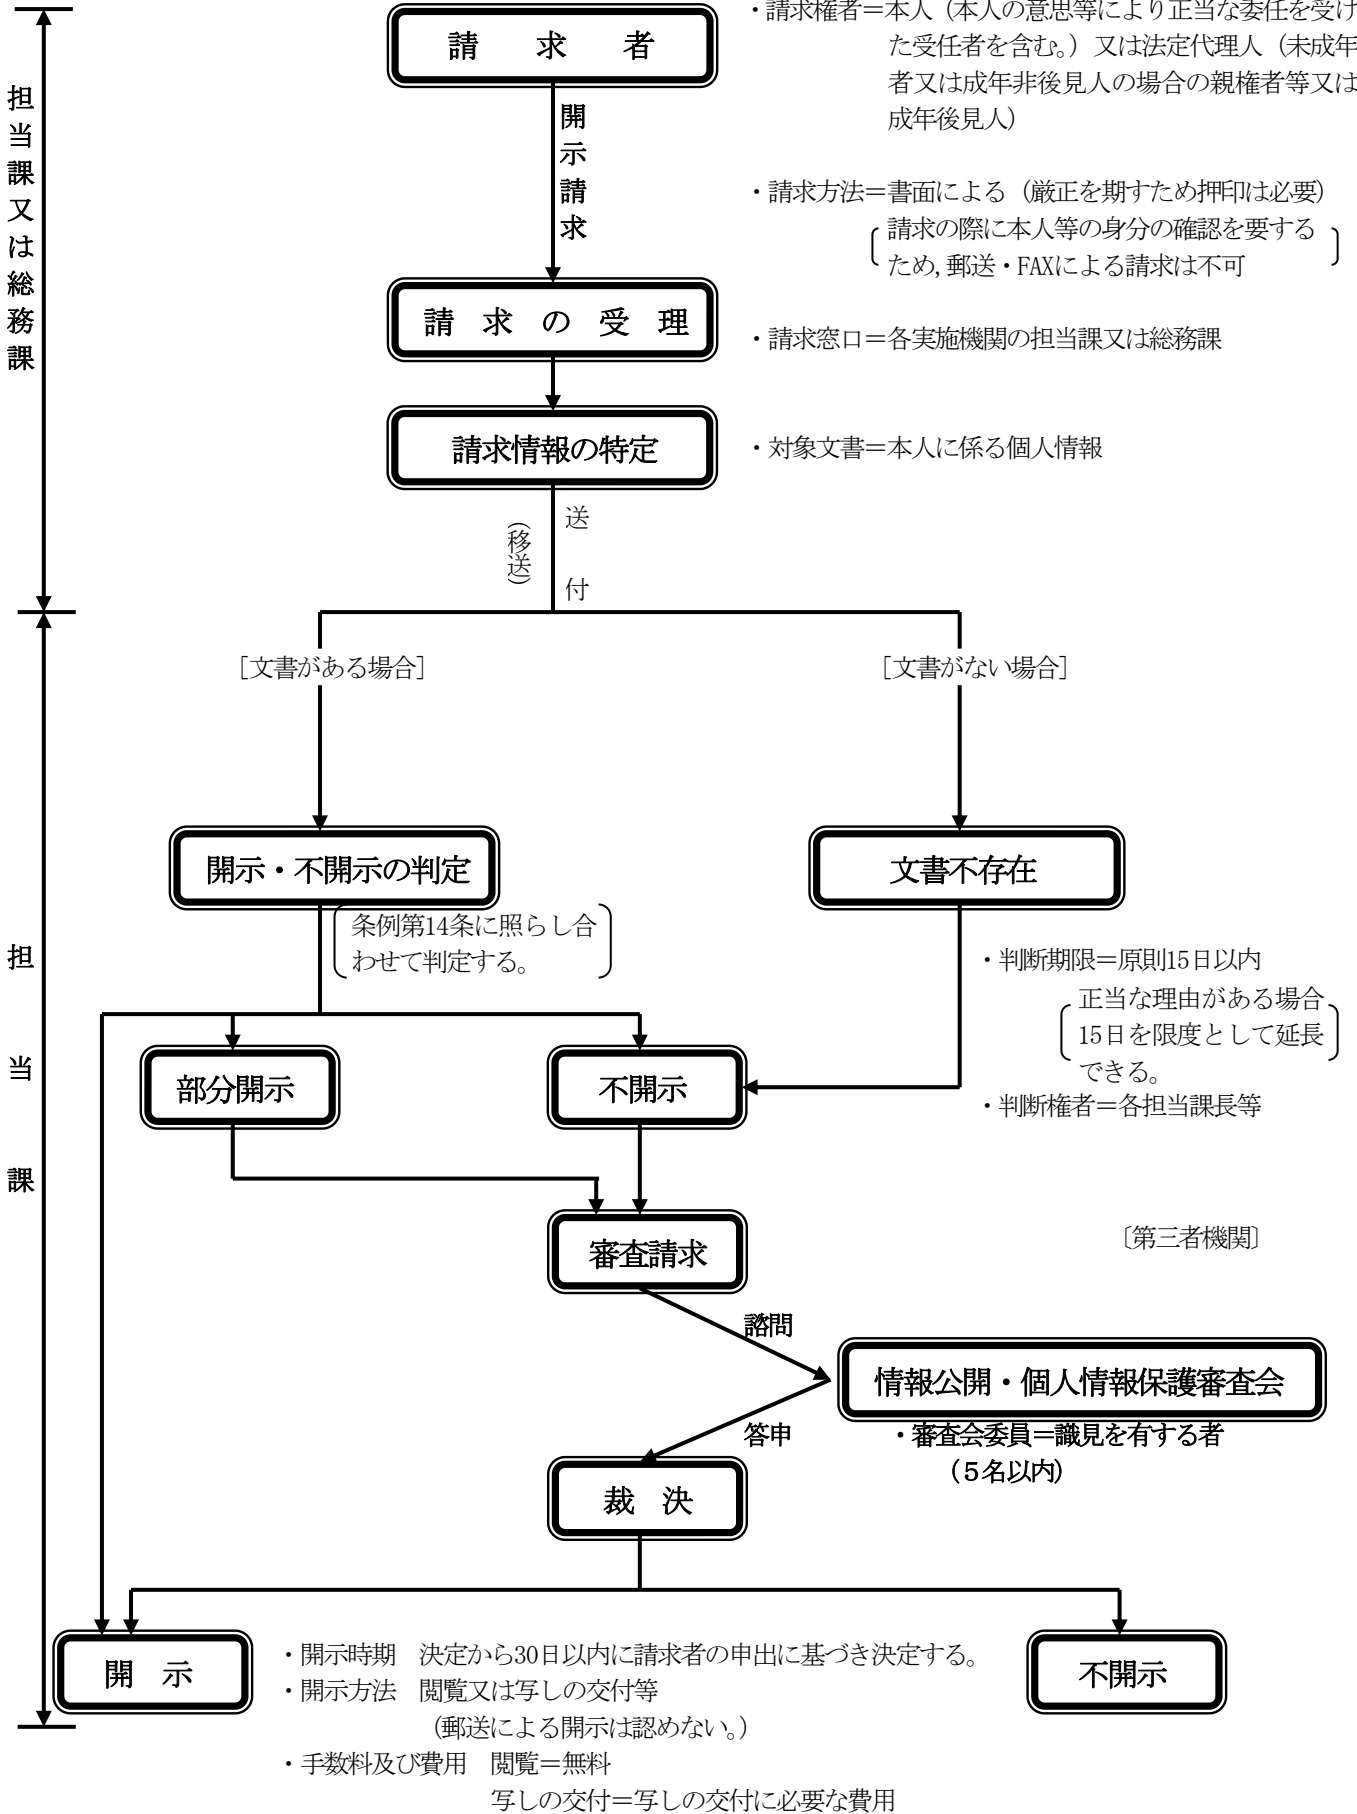 ・請求権者＝本人（本人の意思等により正当な委任を受け
た受任者を含む。）又は法定代理人（未成年
者又は成年非後見人の場合の親権者等又は
成年後見人）
請　求　者
開示請求
担当課又は総務課
・請求方法＝書面による（厳正を期すため押印は必要）
請求の際に本人等の身分の確認を要する
ため,郵送・FAXによる請求は不可
請　求　の　受　理
・請求窓口＝各実施機関の担当課又は総務課
請求情報の特定
・対象文書＝本人に係る個人情報
(移送)
送　付
［文書がある場合］
［文書がない場合］
開示・不開示の判定
文書不存在
条例第14条に照らし合
わせて判定する。
・判断期限＝原則15日以内
正当な理由がある場合
15日を限度として延長
できる。
・判断権者＝各担当課長等
担　当　課
部分開示
不開示
審査請求
〔第三者機関〕
諮問
情報公開・個人情報保護審査会
答申
・審査会委員＝識見を有する者
（５名以内）
裁　決
開　示
不開示
・開示時期　決定から30日以内に請求者の申出に基づき決定する。
・開示方法　閲覧又は写しの交付等
（郵送による開示は認めない。）
・手数料及び費用　閲覧＝無料
写しの交付＝写しの交付に必要な費用